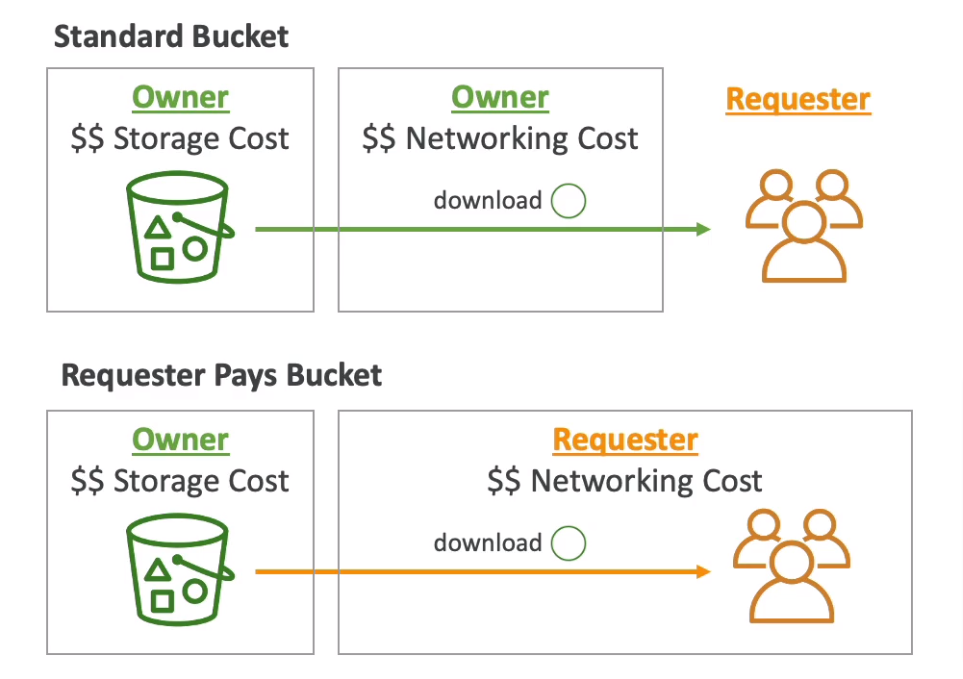 Standard Bucket
Owner
$$ Storage Cost
Owner
$$ Networking Cost
download
Requester
Requester Pays Bucket
Owner
$$ Storage Cost
Requester
$$ Networking Cost
download